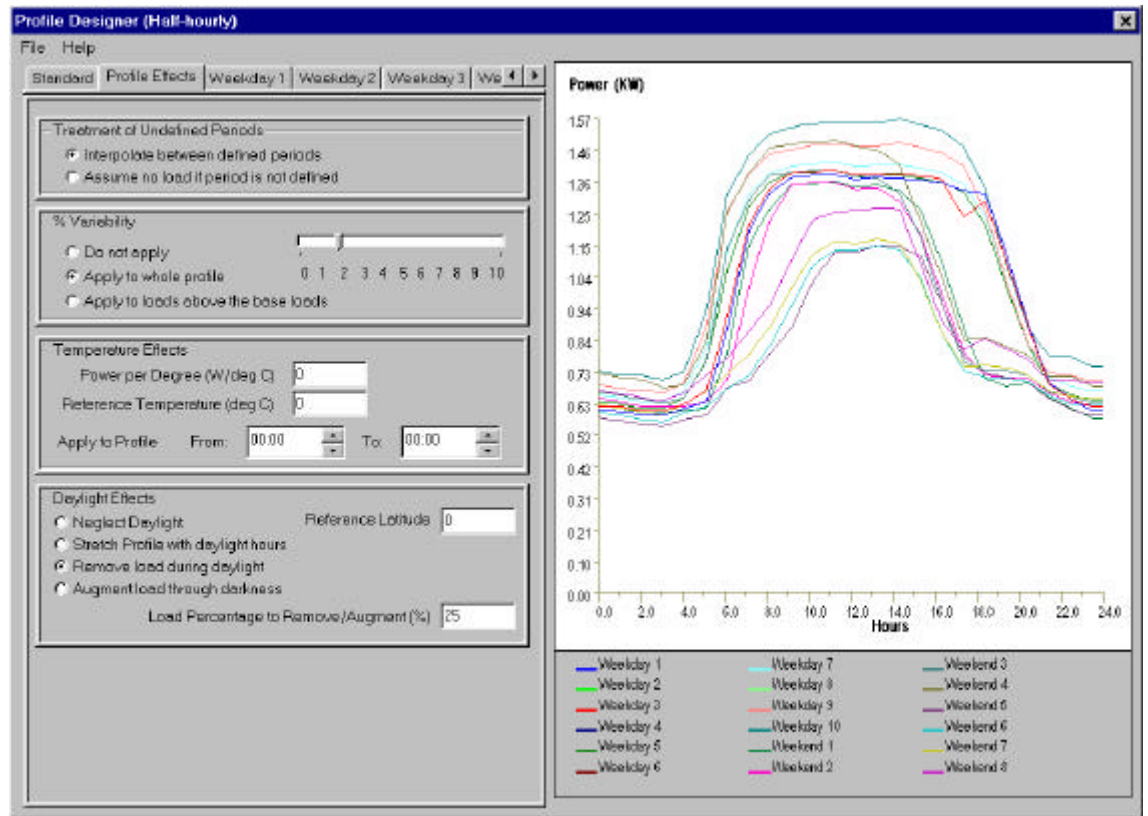 Profile Designer (Half-hourly)
File Help
Standard Profile Effects Weekday 1 Weekday 2 Weekday 3 We
Treatment of Undefined Periods
Interpolate between defined periods
Assume no load if period is not defined
% Variability
Do not apply
Apply to whole profile
Apply to loads above the base loads
0 1 2 3 4 5 6 7 8 9 10
Temperature Effects
Power per Degree (W/deg C) 0
Reference Temperature (deg C) 0
Apply to Profile From: 00:00 To: 00:00
Daylight Effects
Neglect Daylight
Reference Latitude 0
Stretch Profile with daylight hours
Remove load during daylight
Augment load through darkness
Load Percentage to Remove/Augment (%) 25
Power (KW)
1.57
1.46
1.36
1.25
1.15
1.04
0.94
0.84
0.73
0.63
0.52
0.42
0.31
0.21
0.10
0.00
0.0 2.0 4.0 6.0 8.0 10.0 12.0 14.0 16.0 18.0 20.0 22.0 24.0
Hours
Weekday 1 Weekday 7 Weekend 3
Weekday 2 Weekday 8 Weekend 4
Weekday 3 Weekday 9 Weekend 5
Weekday 4 Weekday 10 Weekend 6
Weekday 5 Weekend 1 Weekend 7
Weekday 6 Weekend 2 Weekend 8